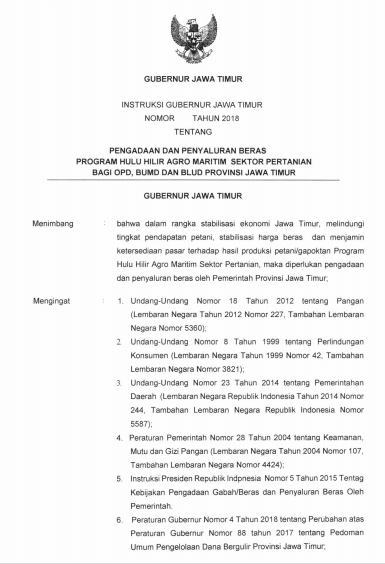 GUBERNUR JAWA TIMUR
INSTRUKSI GUBERNUR JAWA TIMUR
NOMOR TAHUN 2018
TENTANG
PENGADAAN DAN PENYALURAN BERAS
PROGRAM HULU HILIR AGRO MARITIM SEKTOR PERTANIAN
BAGI OPD, BUMD DAN BLUD PROVINSI JAWA TIMUR
GUBERNUR JAWA TIMUR
Menimbang : bahwa dalam rangka stabilisasi ekonomi Jawa Timur, melindungi
tingkat pendapatan petani, stabilisasi harga beras dan menjamin
ketersediaan pasar terhadap hasil produksi petani/gapoktan Program
Hulu Hilir Agro Maritim Sektor Pertanian, maka diperlukan pengadaan
dan penyaluran beras oleh Pemerintah Provinsi Jawa Timur;
Mengingat : 1. Undang-Undang Nomor 18 Tahun 2012 tentang Pangan
(Lembaran Negara Tahun 2012 Nomor 227, Tambahan Lembaran
Negara Nomor 5360);
2. Undang-Undang Nomor 8 Tahun 1999 tentang Perlindungan
Konsumen (Lembaran Negara Tahun 1999 Nomor 42, Tambahan
Lembaran Negara Nomor 3821);
3. Undang-Undang Nomor 23 Tahun 2014 tentang Pemerintahan
Daerah (Lembaran Negara Republik Indonesia Tahun 2014 Nomor
244, Tambahan Lembaran Negara Republik Indonesia Nomor
5587);
4. Peraturan Pemerintah Nomor 28 Tahun 2004 tentang Keamanan,
Mutu dan Gizi Pangan (Lembaran Negara Tahun 2004 Nomor 107,
Tambahan Lembaran Negara Nomor 4424);
5. Instruksi Presiden Republik Indpnesia Nomor 5 Tahun 2015 Tentag
Kebijakan Pengadaan Gabah/Beras dan Penyaluran Beras Oleh
Pemerintah.
6. Peraturan Gubernur Nomor 4 Tahun 2018 tentang Perubahan atas
Peraturan Gubernur Nomor 88 tahun 2017 tentang Pedoman
Umum Pengelolaan Dana Bergulir Provinsi Jawa Timur;